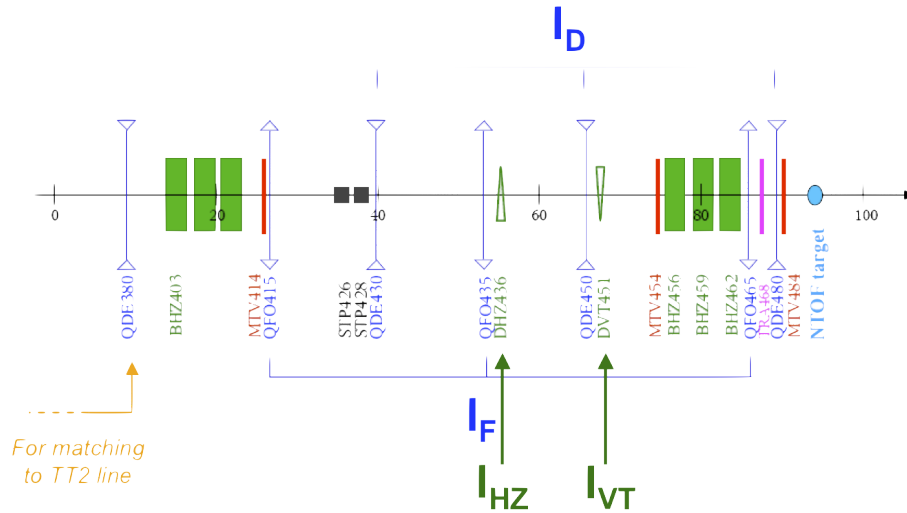 I_D
0
20
40
60
80
100
QDE380
BHZ403
MTV414
QFO415
STP426
STP428
QDE430
QFO435
DHZ436
QDE450
DVT451
MTV454
BHZ456
BHZ459
BHZ462
QFO465
TRA468
QDE480
MTV484
NTOF target
I_F
For matching
to TT2 line
I_HZ
I_VT